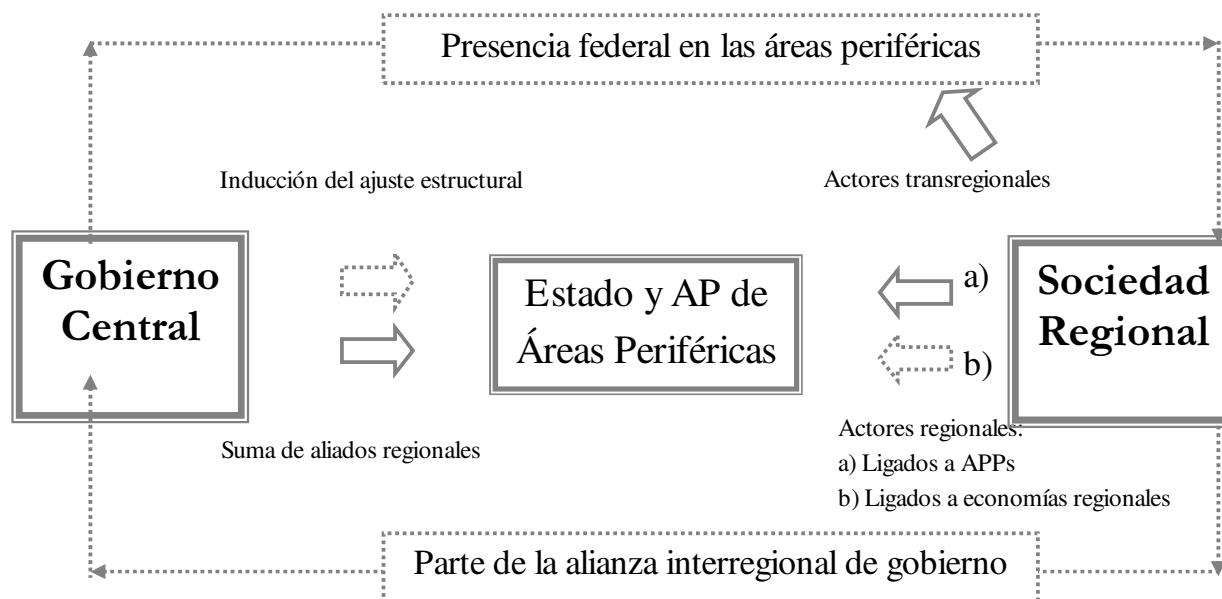 Presencia federal en las áreas periféricas
Inducción del ajuste estructural
Actores transregionales
Gobierno
Central
Estado y AP de
Áreas Periféricas
a)
b)
Sociedad
Regional
Suma de aliados regionales
Actores regionales:
a) Ligados a APPs
b) Ligados a economías regionales
Parte de la alianza interregional de gobierno